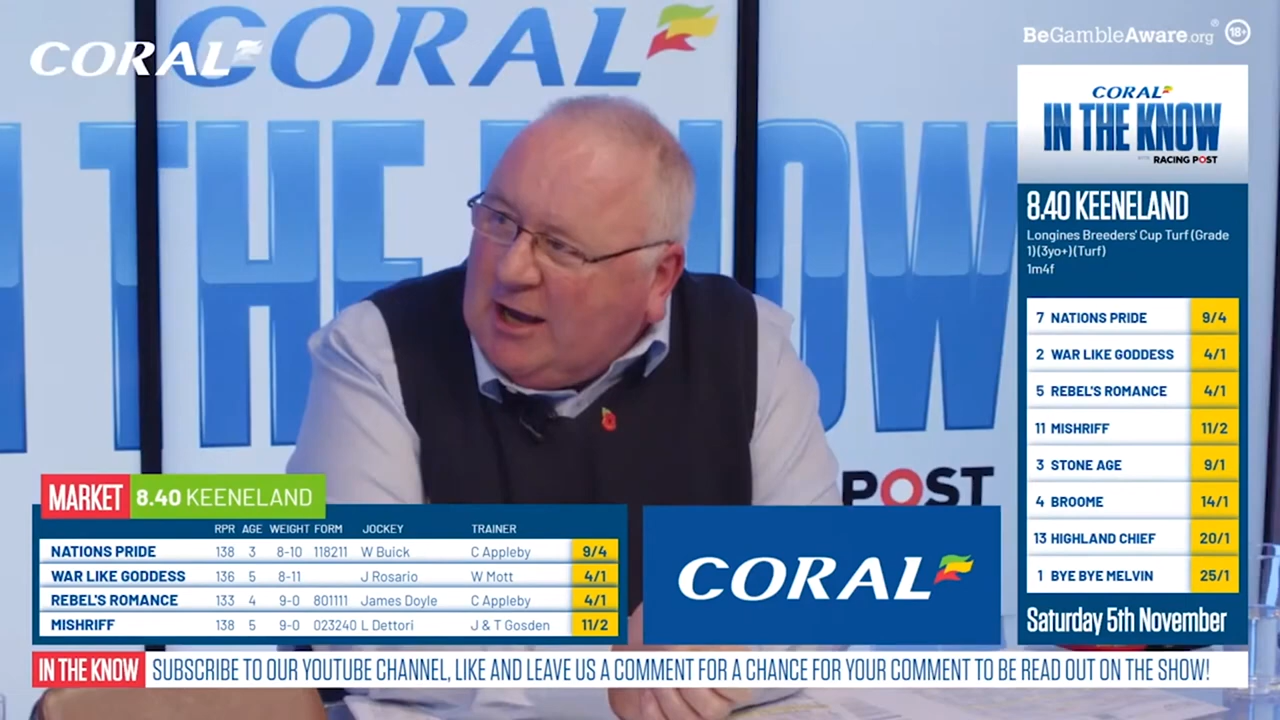 CORAL
CORAL
THE KNOW
POST
BeGambleAware.org® 18+
CORAL
IN THE KNOW
WITH RACING POST
8.40 KEENELAND
Longines Breeders' Cup Turf (Grade
1)(3yo+)(Turf)
1m4f
7 NATIONS PRIDE 9/4
2 WAR LIKE GODDESS 4/1
5 REBEL'S ROMANCE 4/1
11 MISHRIFF 11/2
3 STONE AGE 9/1
4 BROOME 14/1
13 HIGHLAND CHIEF 20/1
1 BYE BYE MELVIN 25/1
Saturday 5th November
MARKET 8.40 KEENELAND
RPR AGE WEIGHT FORM JOCKEY TRAINER
NATIONS PRIDE 138 3 8-10 118211 W Buick C Appleby 9/4
WAR LIKE GODDESS 136 5 8-11 J Rosario W Mott 4/1
REBEL'S ROMANCE 133 4 9-0 801111 James Doyle C Appleby 4/1
MISHRIFF 138 5 9-0 023240 L Dettori J & T Gosden 11/2
CORAL
IN THE KNOW SUBSCRIBE TO OUR YOUTUBE CHANNEL, LIKE AND LEAVE US A COMMENT FOR A CHANCE FOR YOUR COMMENT TO BE READ OUT ON THE SHOW!